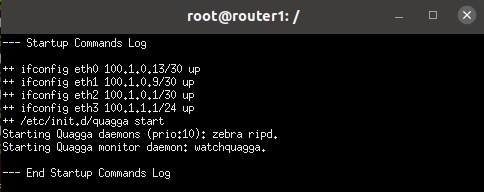 root@router1: /
--- Startup Commands Log
++ ifconfig eth0 100.1.0.13/30 up
++ ifconfig eth1 100.1.0.9/30 up
++ ifconfig eth2 100.1.0.1/30 up
++ ifconfig eth3 100.1.1.1/24 up
++ /etc/init.d/quagga start
Starting Quagga daemons (prio:10): zebra ripd.
Starting Quagga monitor daemon: watchquagga.
--- End Startup Commands Log